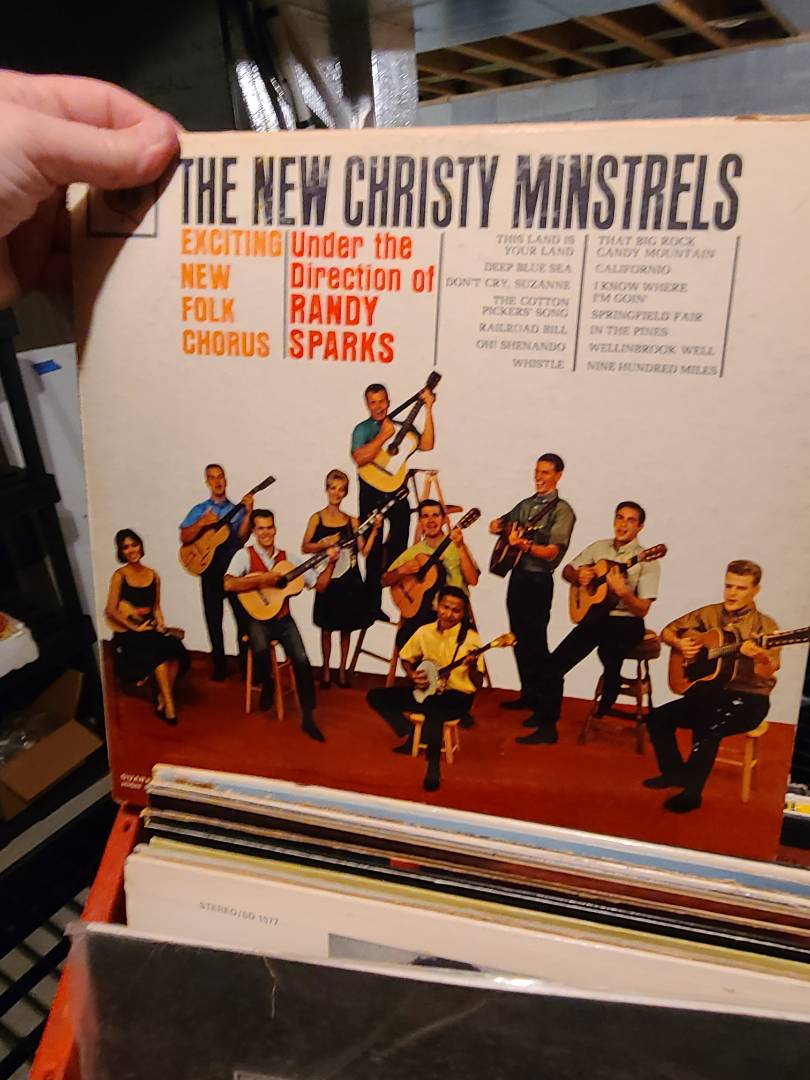 THE NEW CHRISTY MINSTRELS
EXCITING
NEW
FOLK
CHORUS
Under the
Direction of
RANDY
SPARKS
THIS LAND IS
YOUR LAND
DEEP BLUE SEA
DON'T CRY, SUZANNE
THE COTTON
PICKERS' SONG
RAILROAD BILL
OH! SHENANDO
WHISTLE
THAT BIG ROCK
CANDY MOUNTAIN
CALIFORNIO
I KNOW WHERE
I'M GOIN'
SPRINGFIELD FAIR
IN THE PINES
WELLINBROOK WELL
NINE HUNDRED MILES
STEREO/SD 1577